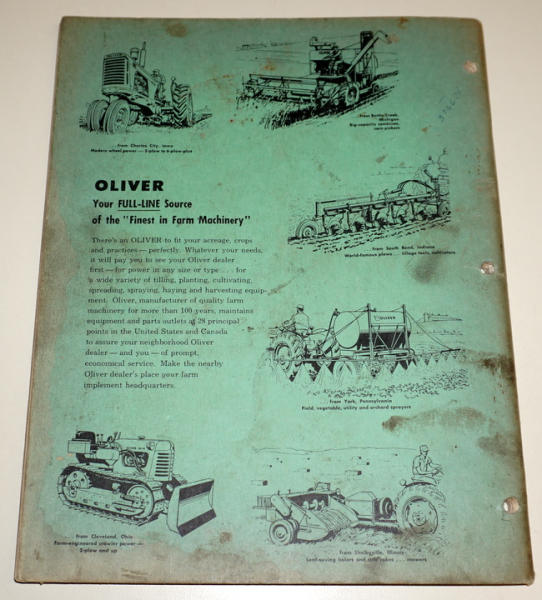 ... from Charles City, Iowa
Modern wheel power — 2-plow to 6-plow-plus
... from Battle Creek,
Michigan
Big-capacity combines,
corn pickers
OLIVER
Your FULL-LINE Source
of the "Finest in Farm Machinery"
... from South Bend, Indiana
World-famous plows ... tillage tools, cultivators
There's an OLIVER to fit your acreage, crops
and practices — perfectly. Whatever your needs,
it will pay you to see your Oliver dealer
first — for power in any size or type . . . for
a wide variety of tilling, planting, cultivating,
spreading, spraying, haying and harvesting equip-
ment. Oliver, manufacturer of quality farm
machinery for more than 100 years, maintains
equipment and parts outlets at 28 principal
points in the United States and Canada
to assure your neighborhood Oliver
dealer — and you — of prompt,
economical service. Make the nearby
Oliver dealer's place your farm
implement headquarters.
OLIVER
... from York, Pennsylvania
Field, vegetable, utility and orchard sprayers
... from Cleveland, Ohio
Farm-engineered crawler power —
2-plow and up
... from Shelbyville, Illinois
Leaf-saving balers and side rakes ... mowers